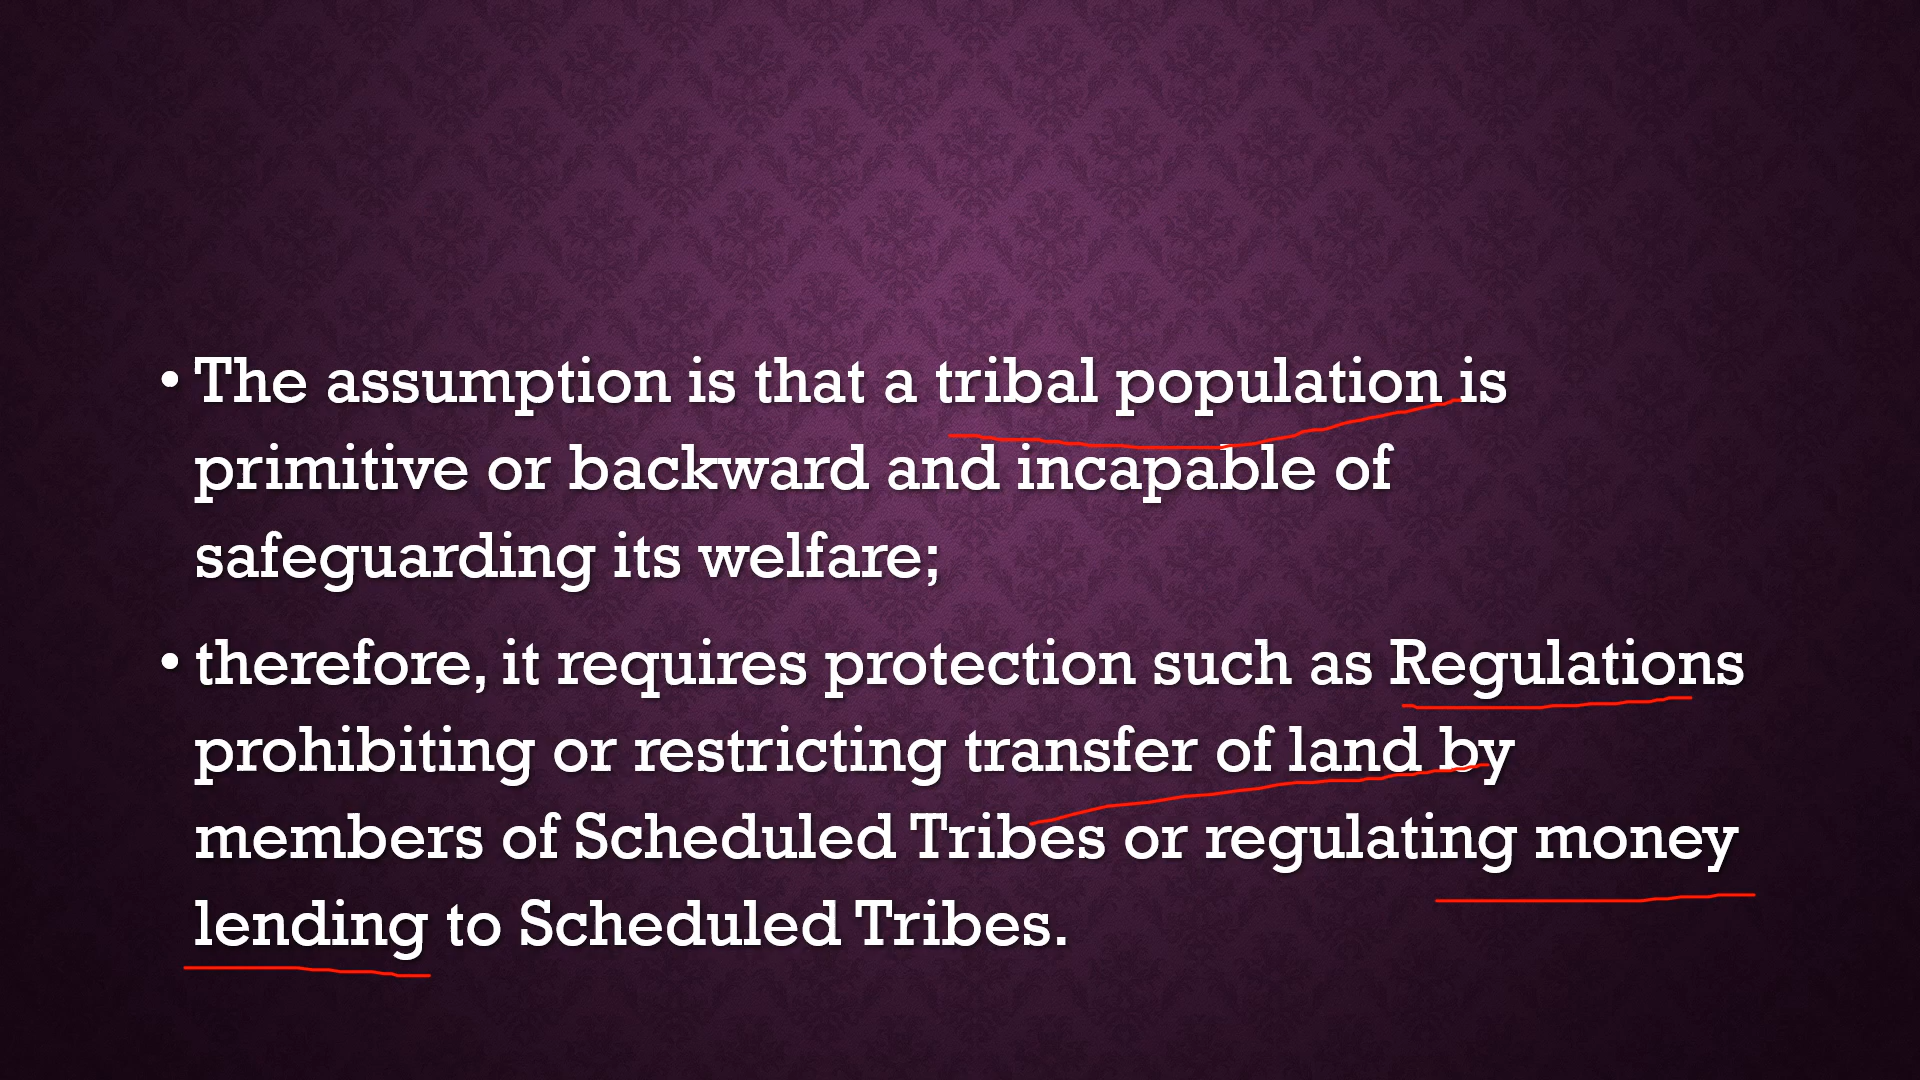 • The assumption is that a tribal population is
primitive or backward and incapable of
safeguarding its welfare;
• therefore, it requires protection such as Regulations
prohibiting or restricting transfer of land by
members of Scheduled Tribes or regulating money
lending to Scheduled Tribes.